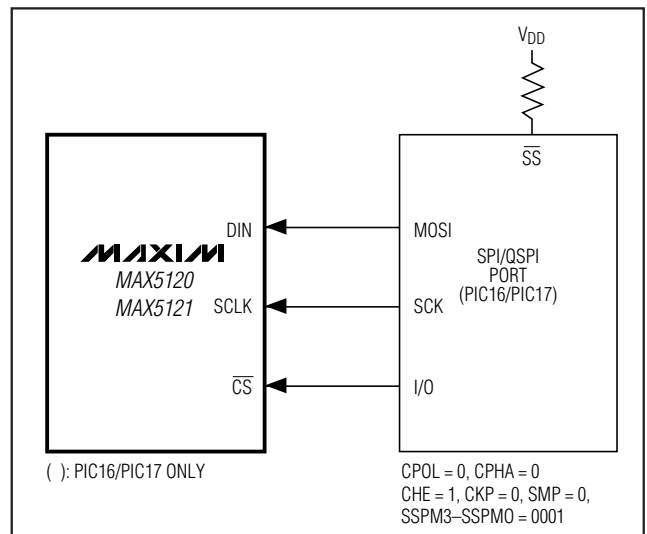 VDD
SS
DIN
MOSI
MAXIM
MAX5120
MAX5121
SPI/QSPI
PORT
(PIC16/PIC17)
SCLK
SCK
CS
I/O
( ): PIC16/PIC17 ONLY
CPOL = 0, CPHA = 0
CHE = 1, CKP = 0, SMP = 0,
SSPM3–SSPMO = 0001